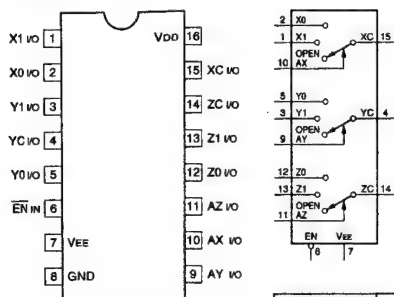 X1 I/O 1
X0 I/O 2
Y1 I/O 3
YC I/O 4
Y0 I/O 5
EN IN 6
7 VEE
8 GND
VDD 16
15 XC I/O
14 ZC I/O
13 Z1 I/O
12 Z0 I/O
11 AZ I/O
10 AX I/O
9 AY I/O
2 X0
1 X1 XC 15
OPEN
10 AX
5 Y0
3 Y1 YC 4
OPEN
9 AY
12 Z0
13 Z1 ZC 14
OPEN
11 AZ
EN VEE
6 7